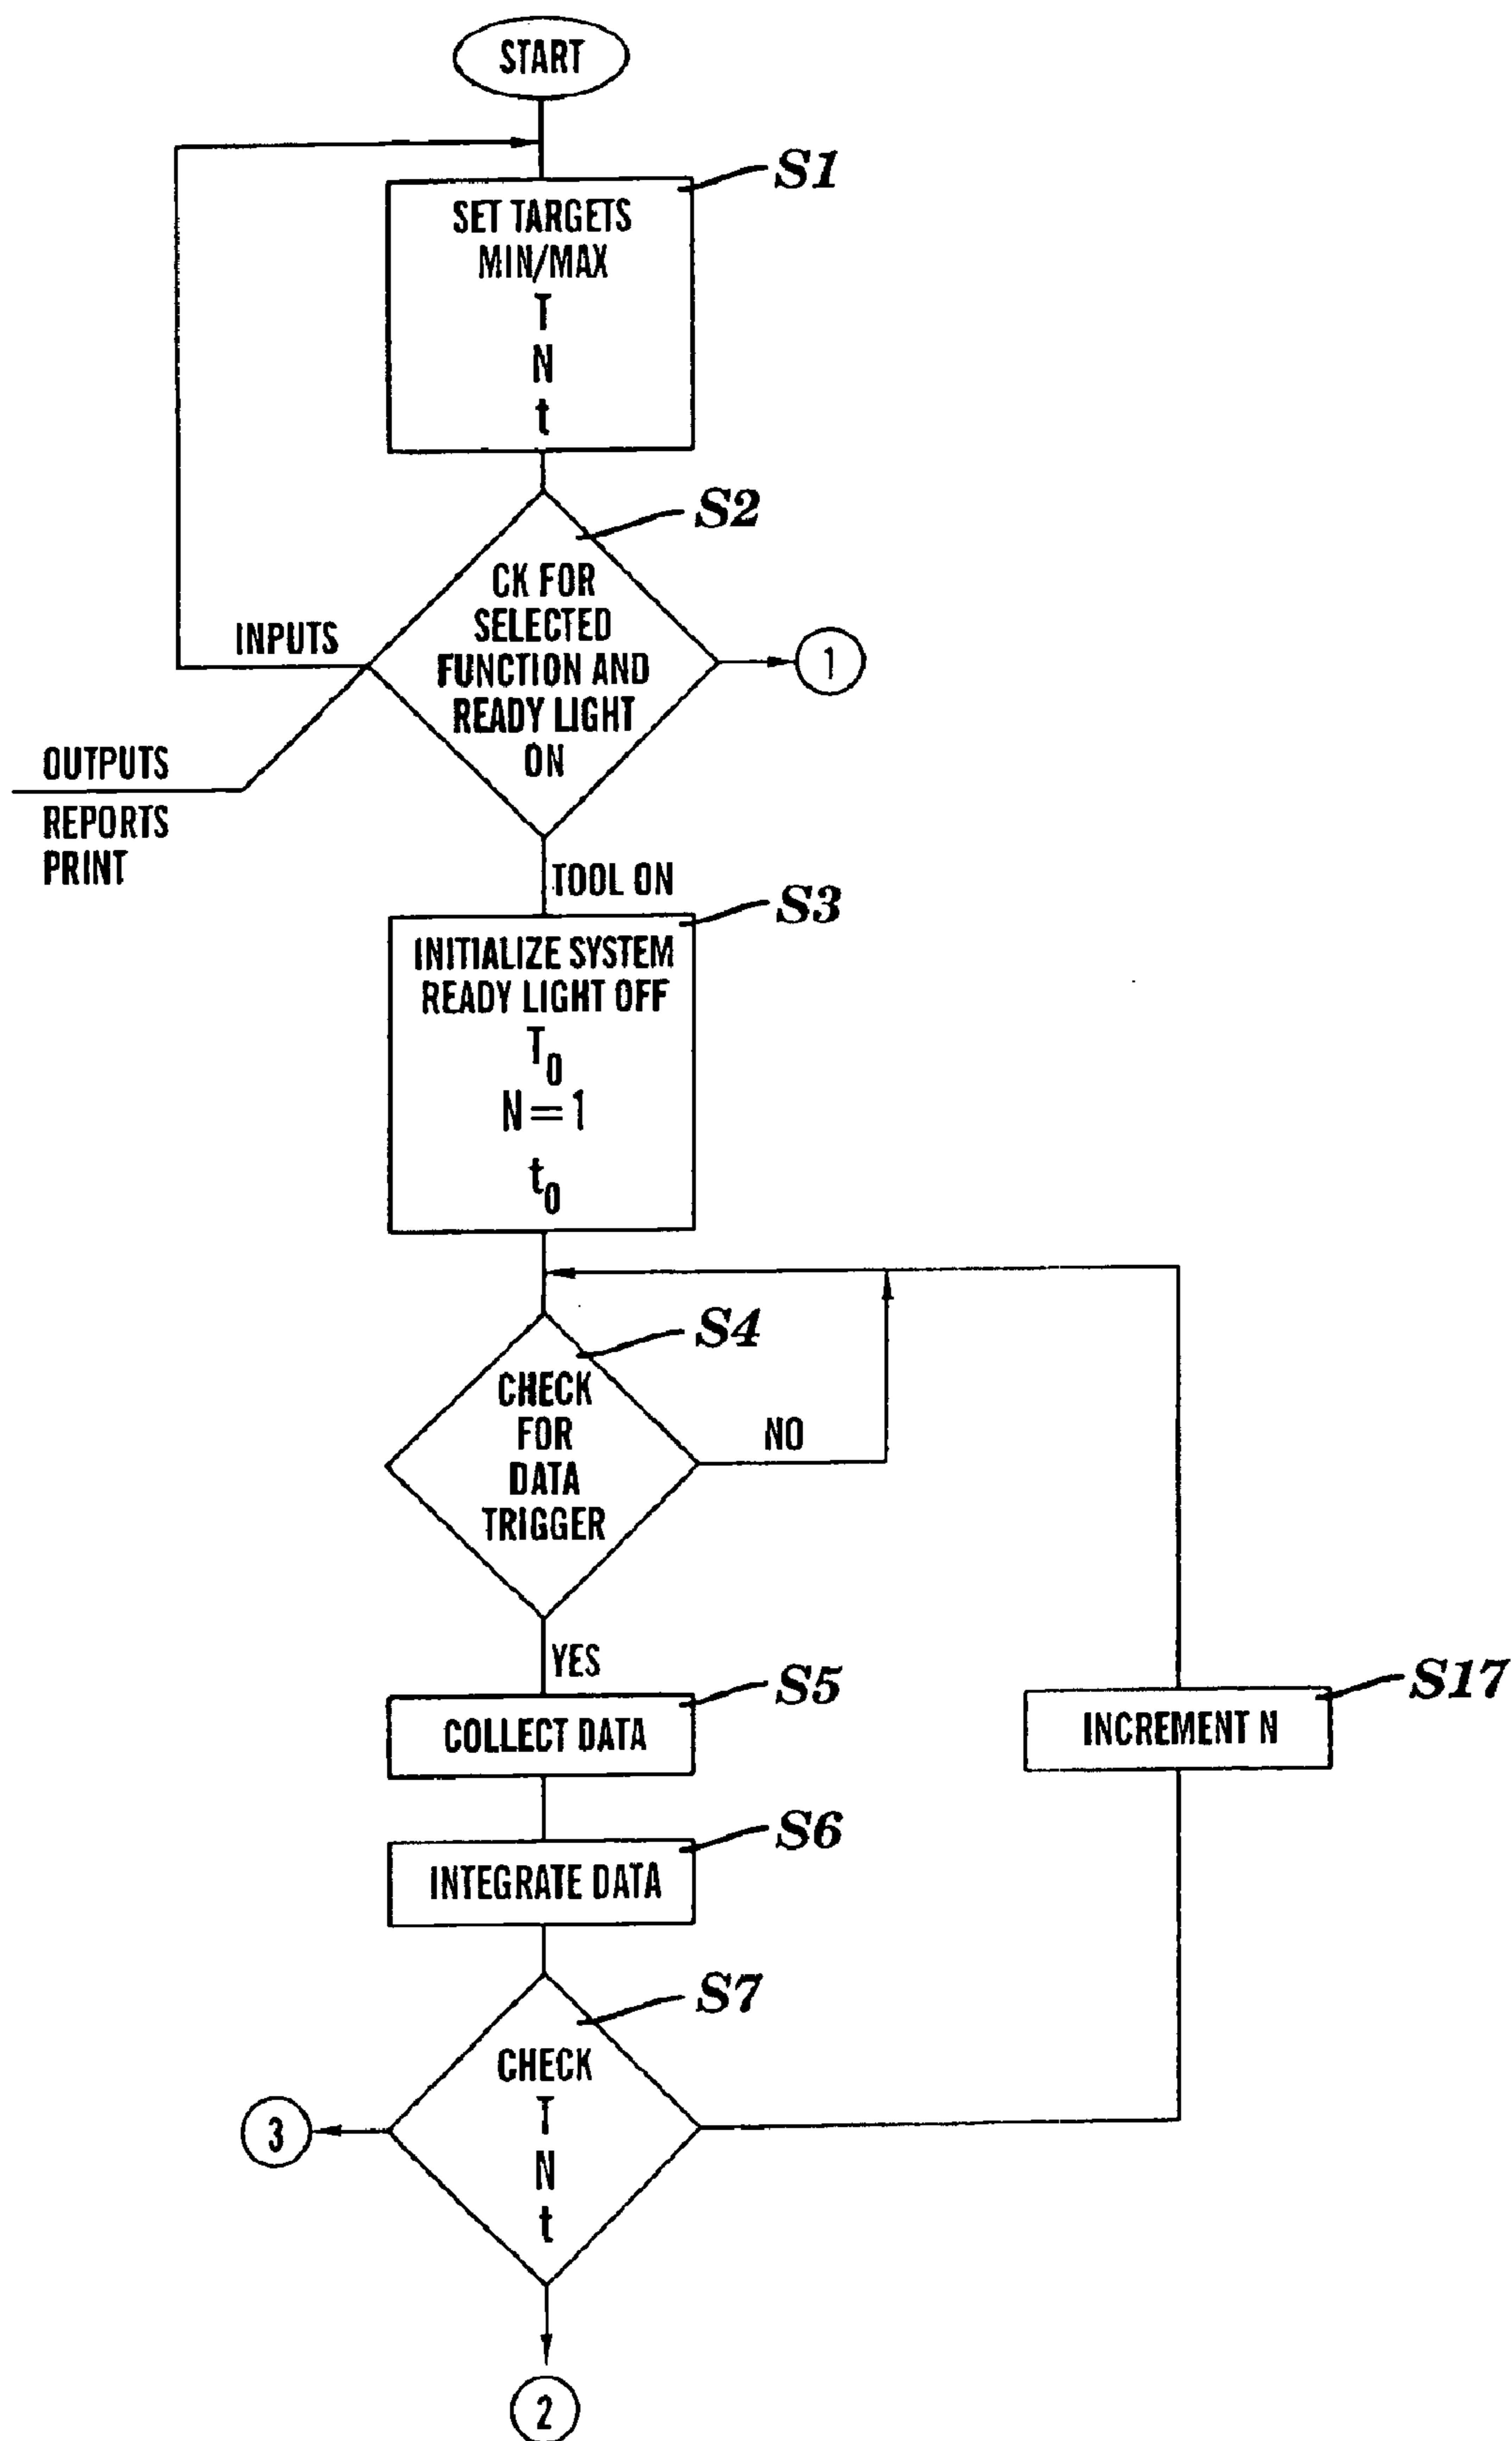 START
S1
SET TARGETS
MIN/MAX
T
N
t
S2
CK FOR
SELECTED
FUNCTION AND
READY LIGHT
ON
INPUTS
1
OUTPUTS
REPORTS
PRINT
TOOL ON
S3
INITIALIZE SYSTEM
READY LIGHT OFF
T0
N=1
t0
S4
CHECK
FOR
DATA
TRIGGER
NO
YES
S5
COLLECT DATA
S17
INCREMENT N
S6
INTEGRATE DATA
S7
CHECK
T
N
t
3
2